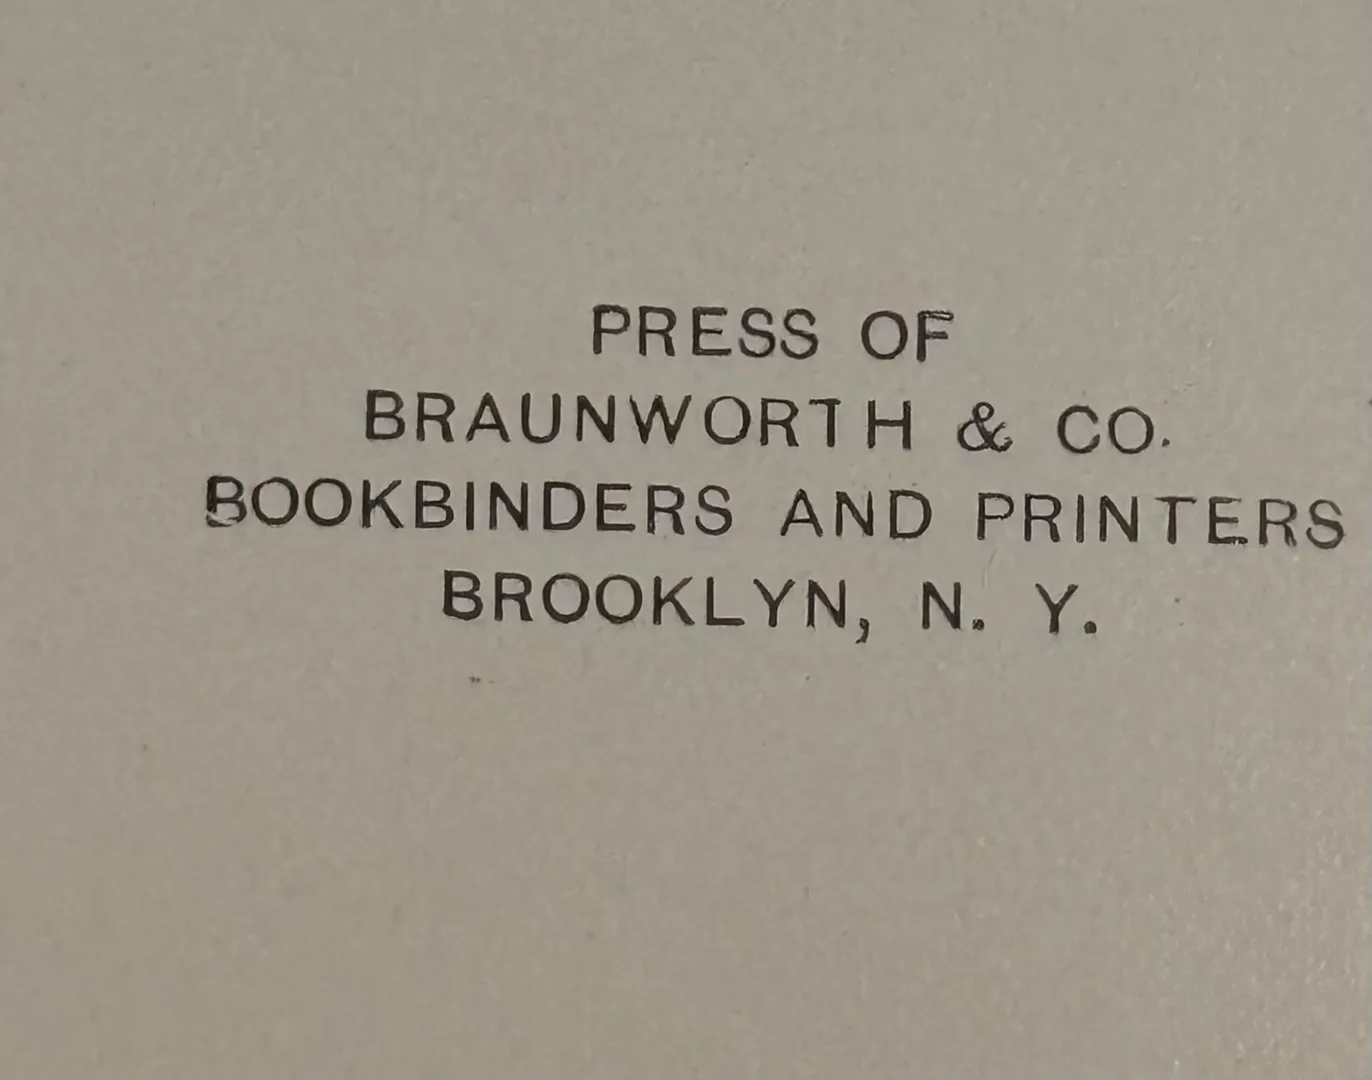 PRESS OF
BRAUNWORTH & CO.
BOOKBINDERS AND PRINTERS
BROOKLYN, N. Y.